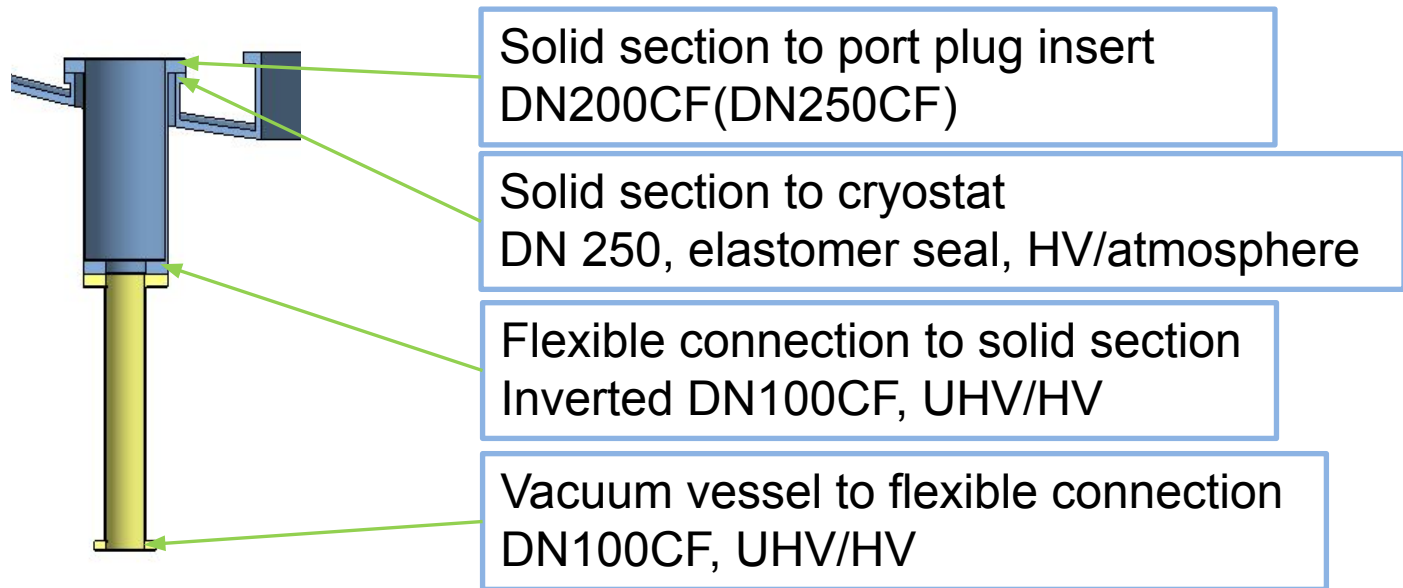 Solid section to port plug insert
DN200CF(DN250CF)
Solid section to cryostat
DN 250, elastomer seal, HV/atmosphere
Flexible connection to solid section
Inverted DN100CF, UHV/HV
Vacuum vessel to flexible connection
DN100CF, UHV/HV